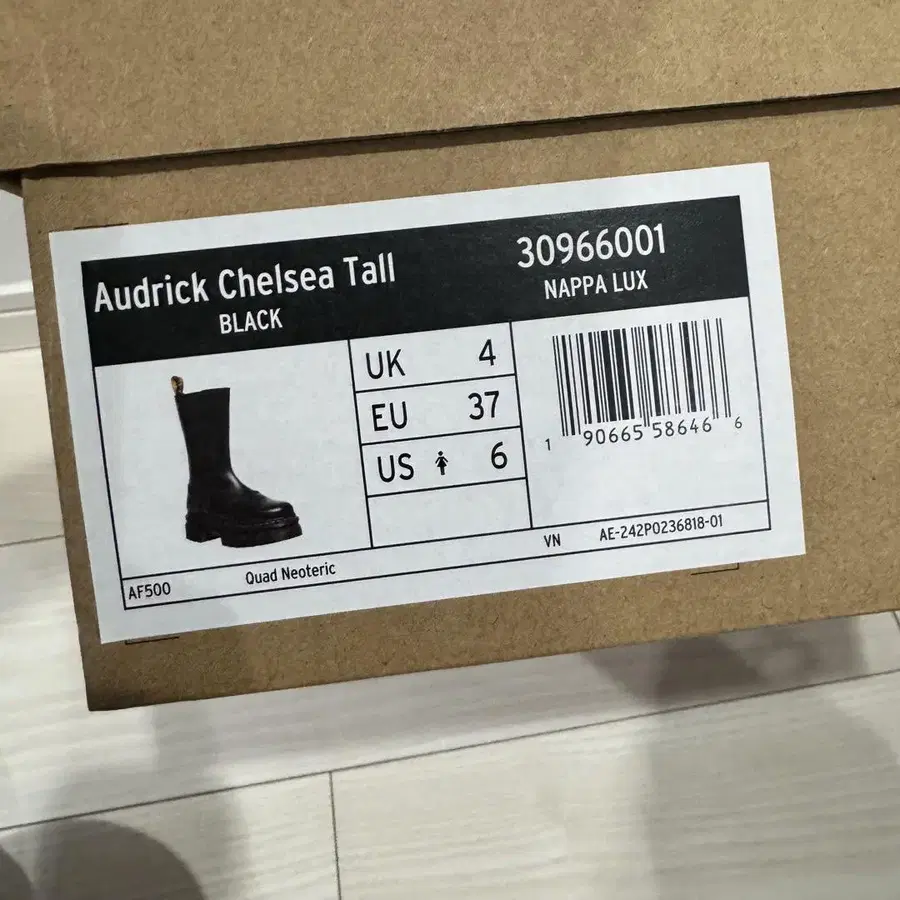 Audrick Chelsea Tall
BLACK
30966001
NAPPA LUX
UK 4
EU 37
US 6
1 90665 58646 6
AF500
Quad Neoteric
VN
AE-242P0236818-01